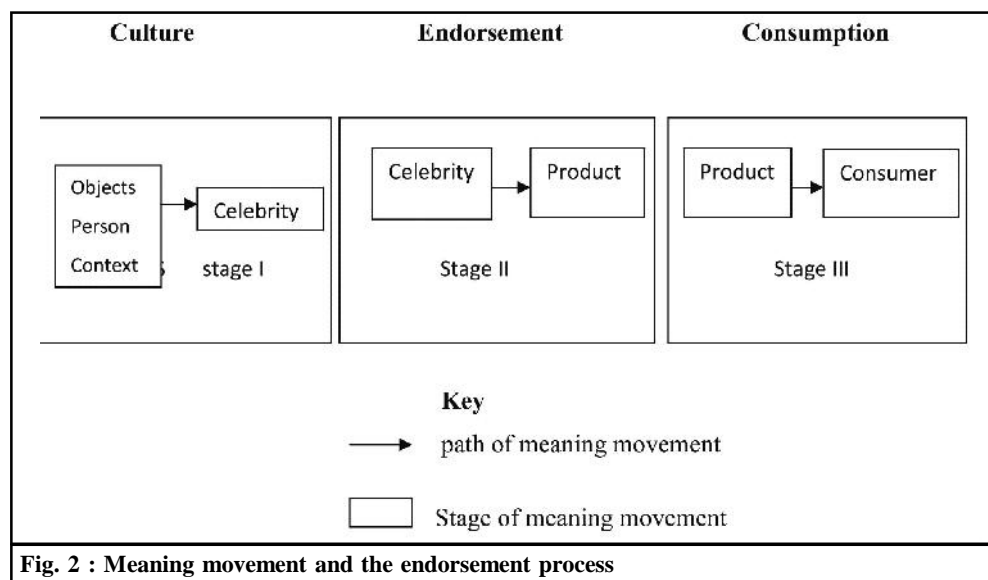 Culture Endorsement Consumption
Objects
Person
Context
Celebrity
s stage I
Celebrity Product
Stage II
Product Consumer
Stage III
Key
path of meaning movement
Stage of meaning movement
Fig. 2 : Meaning movement and the endorsement process